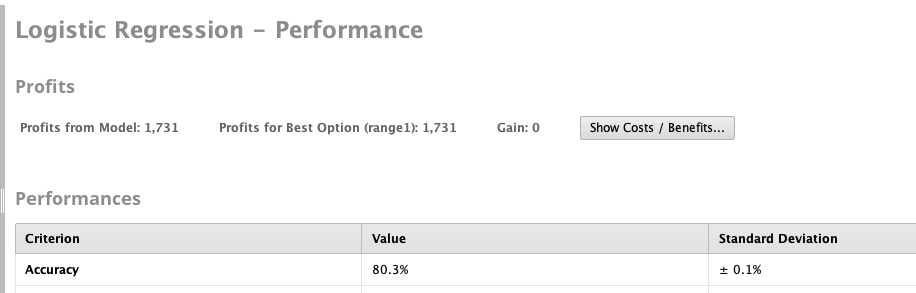 Logistic Regression – Performance
Profits
Profits from Model: 1,731 Profits for Best Option (range1): 1,731 Gain: 0 Show Costs / Benefits...
Performances
Criterion Value Standard Deviation
Accuracy 80.3% ± 0.1%